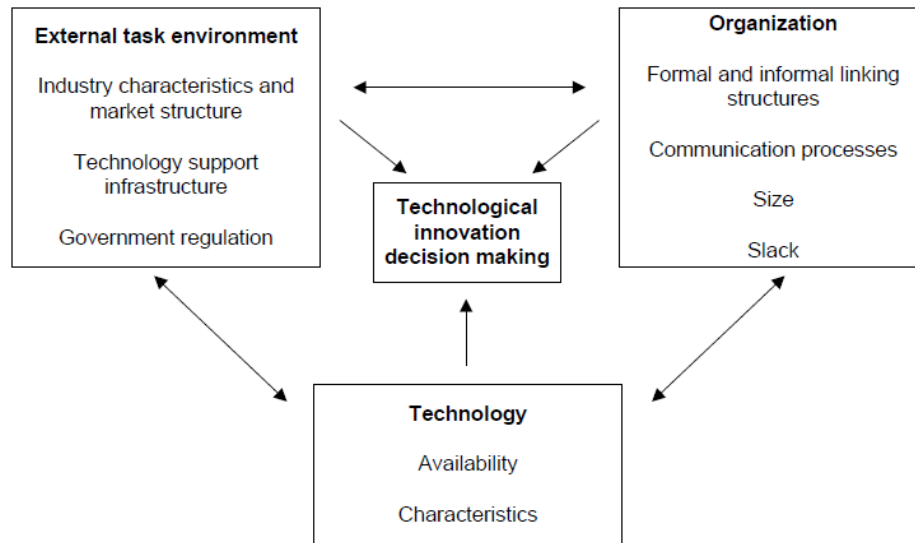 External task environment
Industry characteristics and
market structure
Technology support
infrastructure
Government regulation
Organization
Formal and informal linking
structures
Communication processes
Size
Slack
Technological
innovation
decision making
Technology
Availability
Characteristics